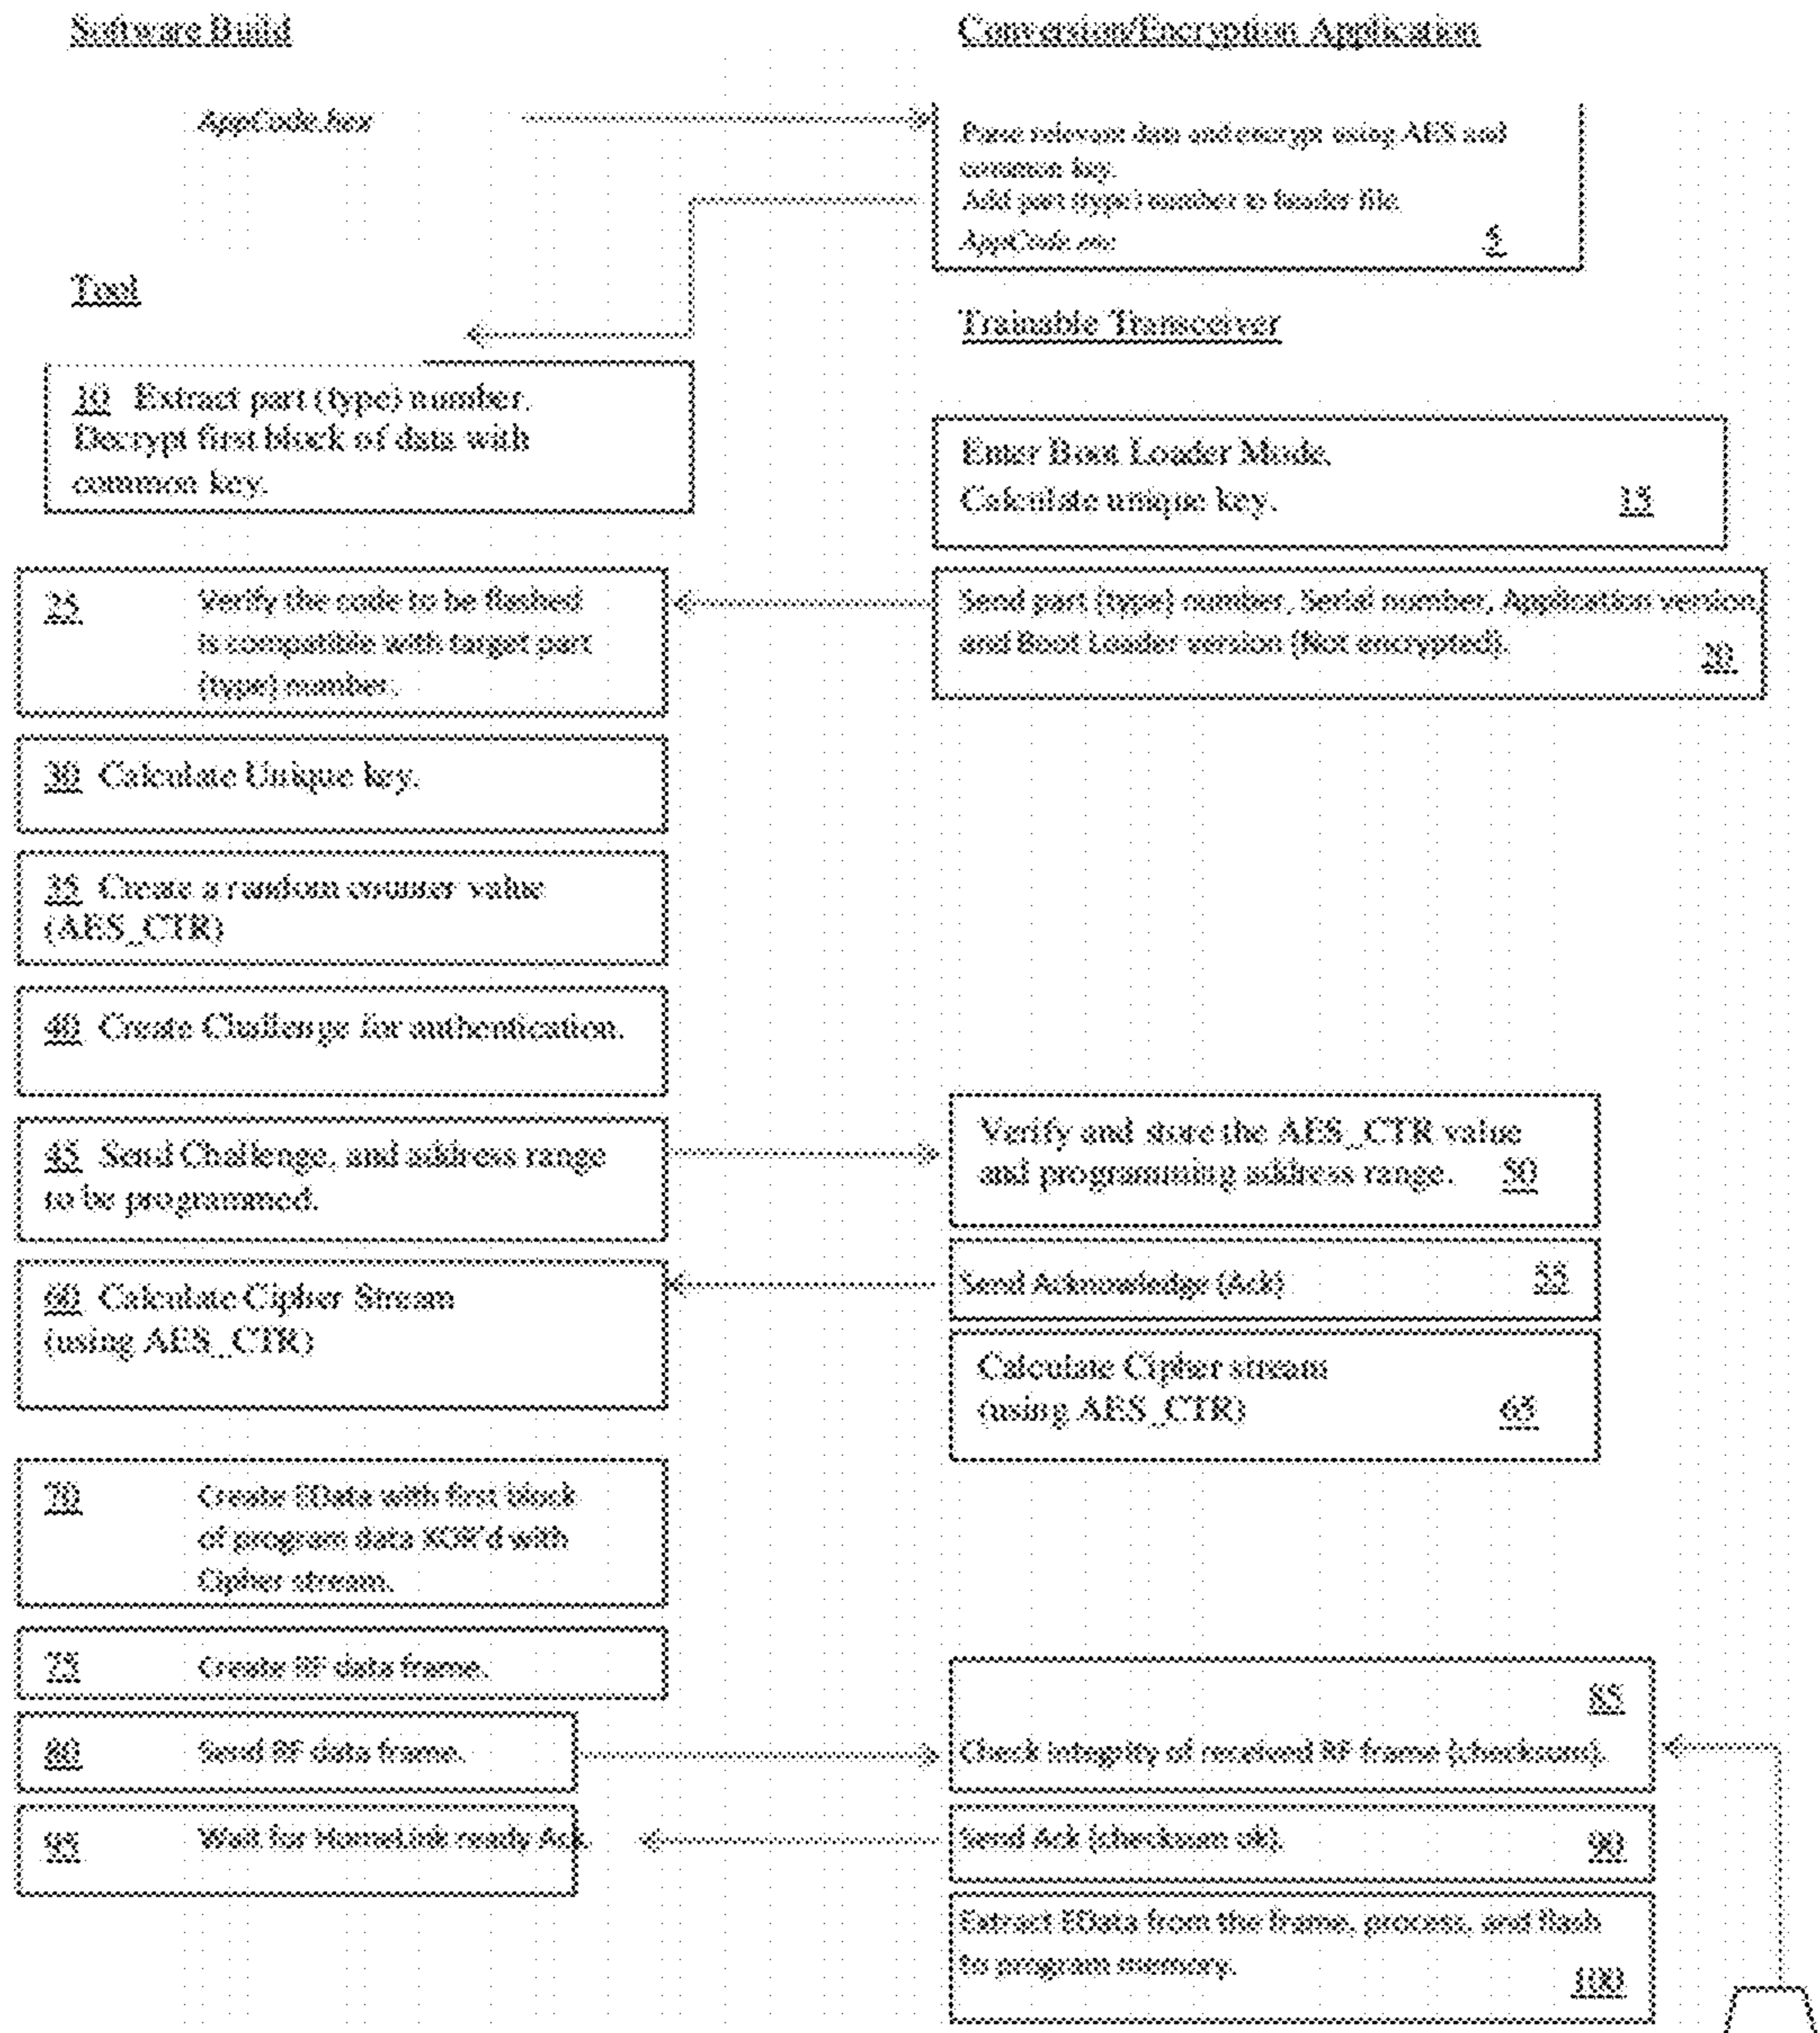 Software Build
Conversion/Encryption Application
AppCode.hex
Parse relevant data and encrypt using AES and
common key.
Add part (type) number to header file.
AppCode.enc
5
Tool
Trainable Transceiver
10 Extract part (type) number.
Decrypt first block of data with
common key.
Enter Boot Loader Mode.
Calculate unique key. 15
25 Verify the code to be flashed
is compatible with target part
(type) number.
Send part (type) number, Serial number, Application version
and Boot Loader version (Not encrypted).
20
30 Calculate Unique key.
35 Create a random counter value
(AES_CTR)
40 Create Challenge for authentication.
45 Send Challenge, and address range
to be programmed.
Verify and store the AES_CTR value
and programming address range. 50
Send Acknowledge (Ack) 55
60 Calculate Cipher Stream
(using AES_CTR)
Calculate Cipher stream
(using AES_CTR) 65
70 Create EData with first block
of program data XOR'd with
Cipher stream.
75 Create RF data frame.
80 Send RF data frame.
85
Check integrity of received RF frame (checksum).
95 Wait for HomeLink ready Ack.
Send Ack (checksum ok). 90
Extract EData from the frame, process, and flash
to program memory.
100